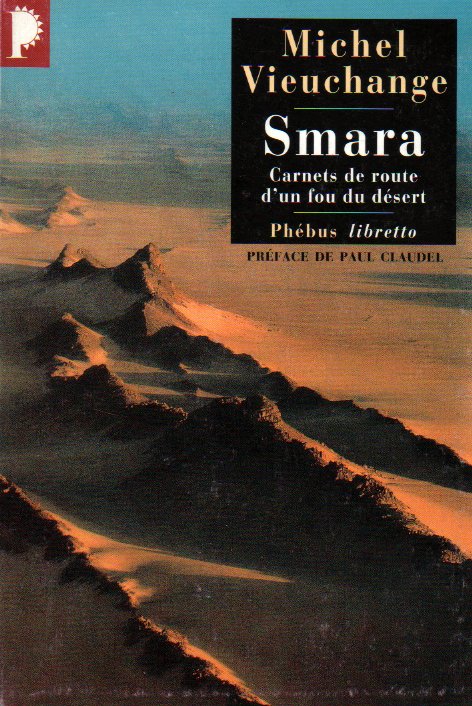 P
Michel
Vieuchange
Smara
Carnets de route
d'un fou du désert
Phébus libretto
PRÉFACE DE PAUL CLAUDEL